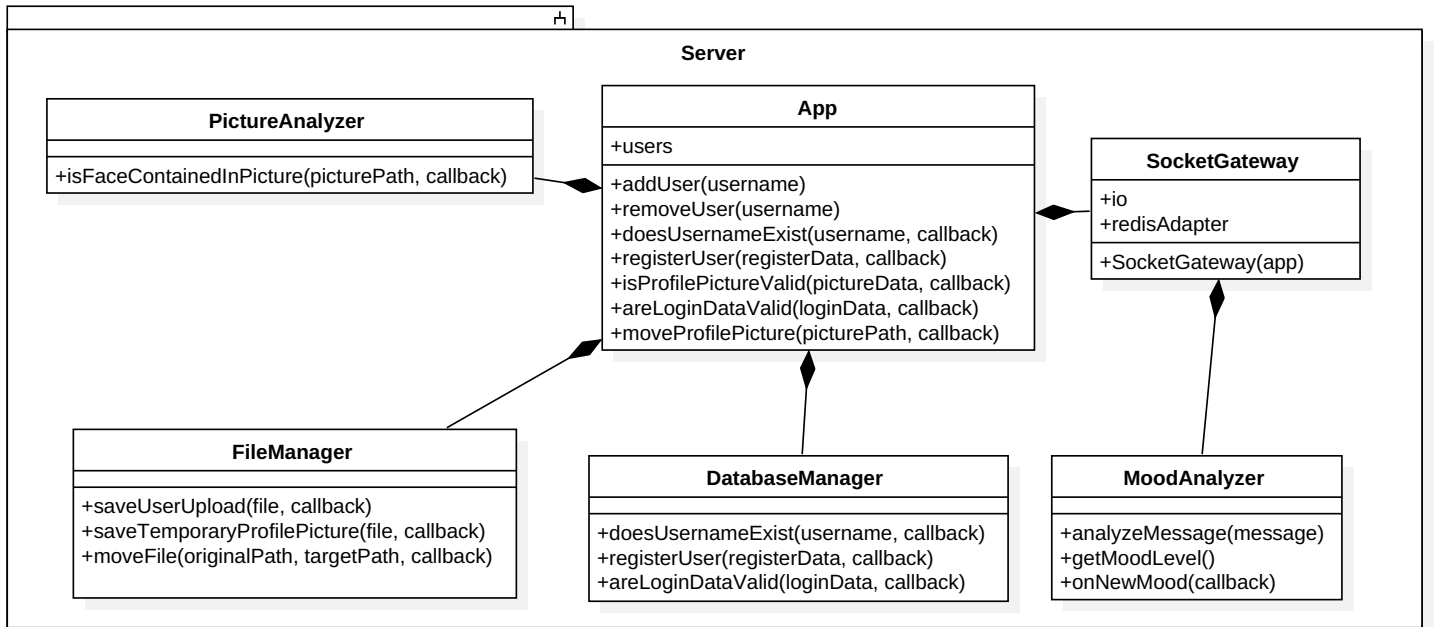 Server
PictureAnalyzer
+isFaceContainedInPicture(picturePath, callback)
App
+users
+addUser(username)
+removeUser(username)
+doesUsernameExist(username, callback)
+registerUser(registerData, callback)
+isProfilePictureValid(pictureData, callback)
+areLoginDataValid(loginData, callback)
+moveProfilePicture(picturePath, callback)
SocketGateway
+io
+redisAdapter
+SocketGateway(app)
FileManager
+saveUserUpload(file, callback)
+saveTemporaryProfilePicture(file, callback)
+moveFile(originalPath, targetPath, callback)
DatabaseManager
+doesUsernameExist(username, callback)
+registerUser(registerData, callback)
+areLoginDataValid(loginData, callback)
MoodAnalyzer
+analyzeMessage(message)
+getMoodLevel()
+onNewMood(callback)